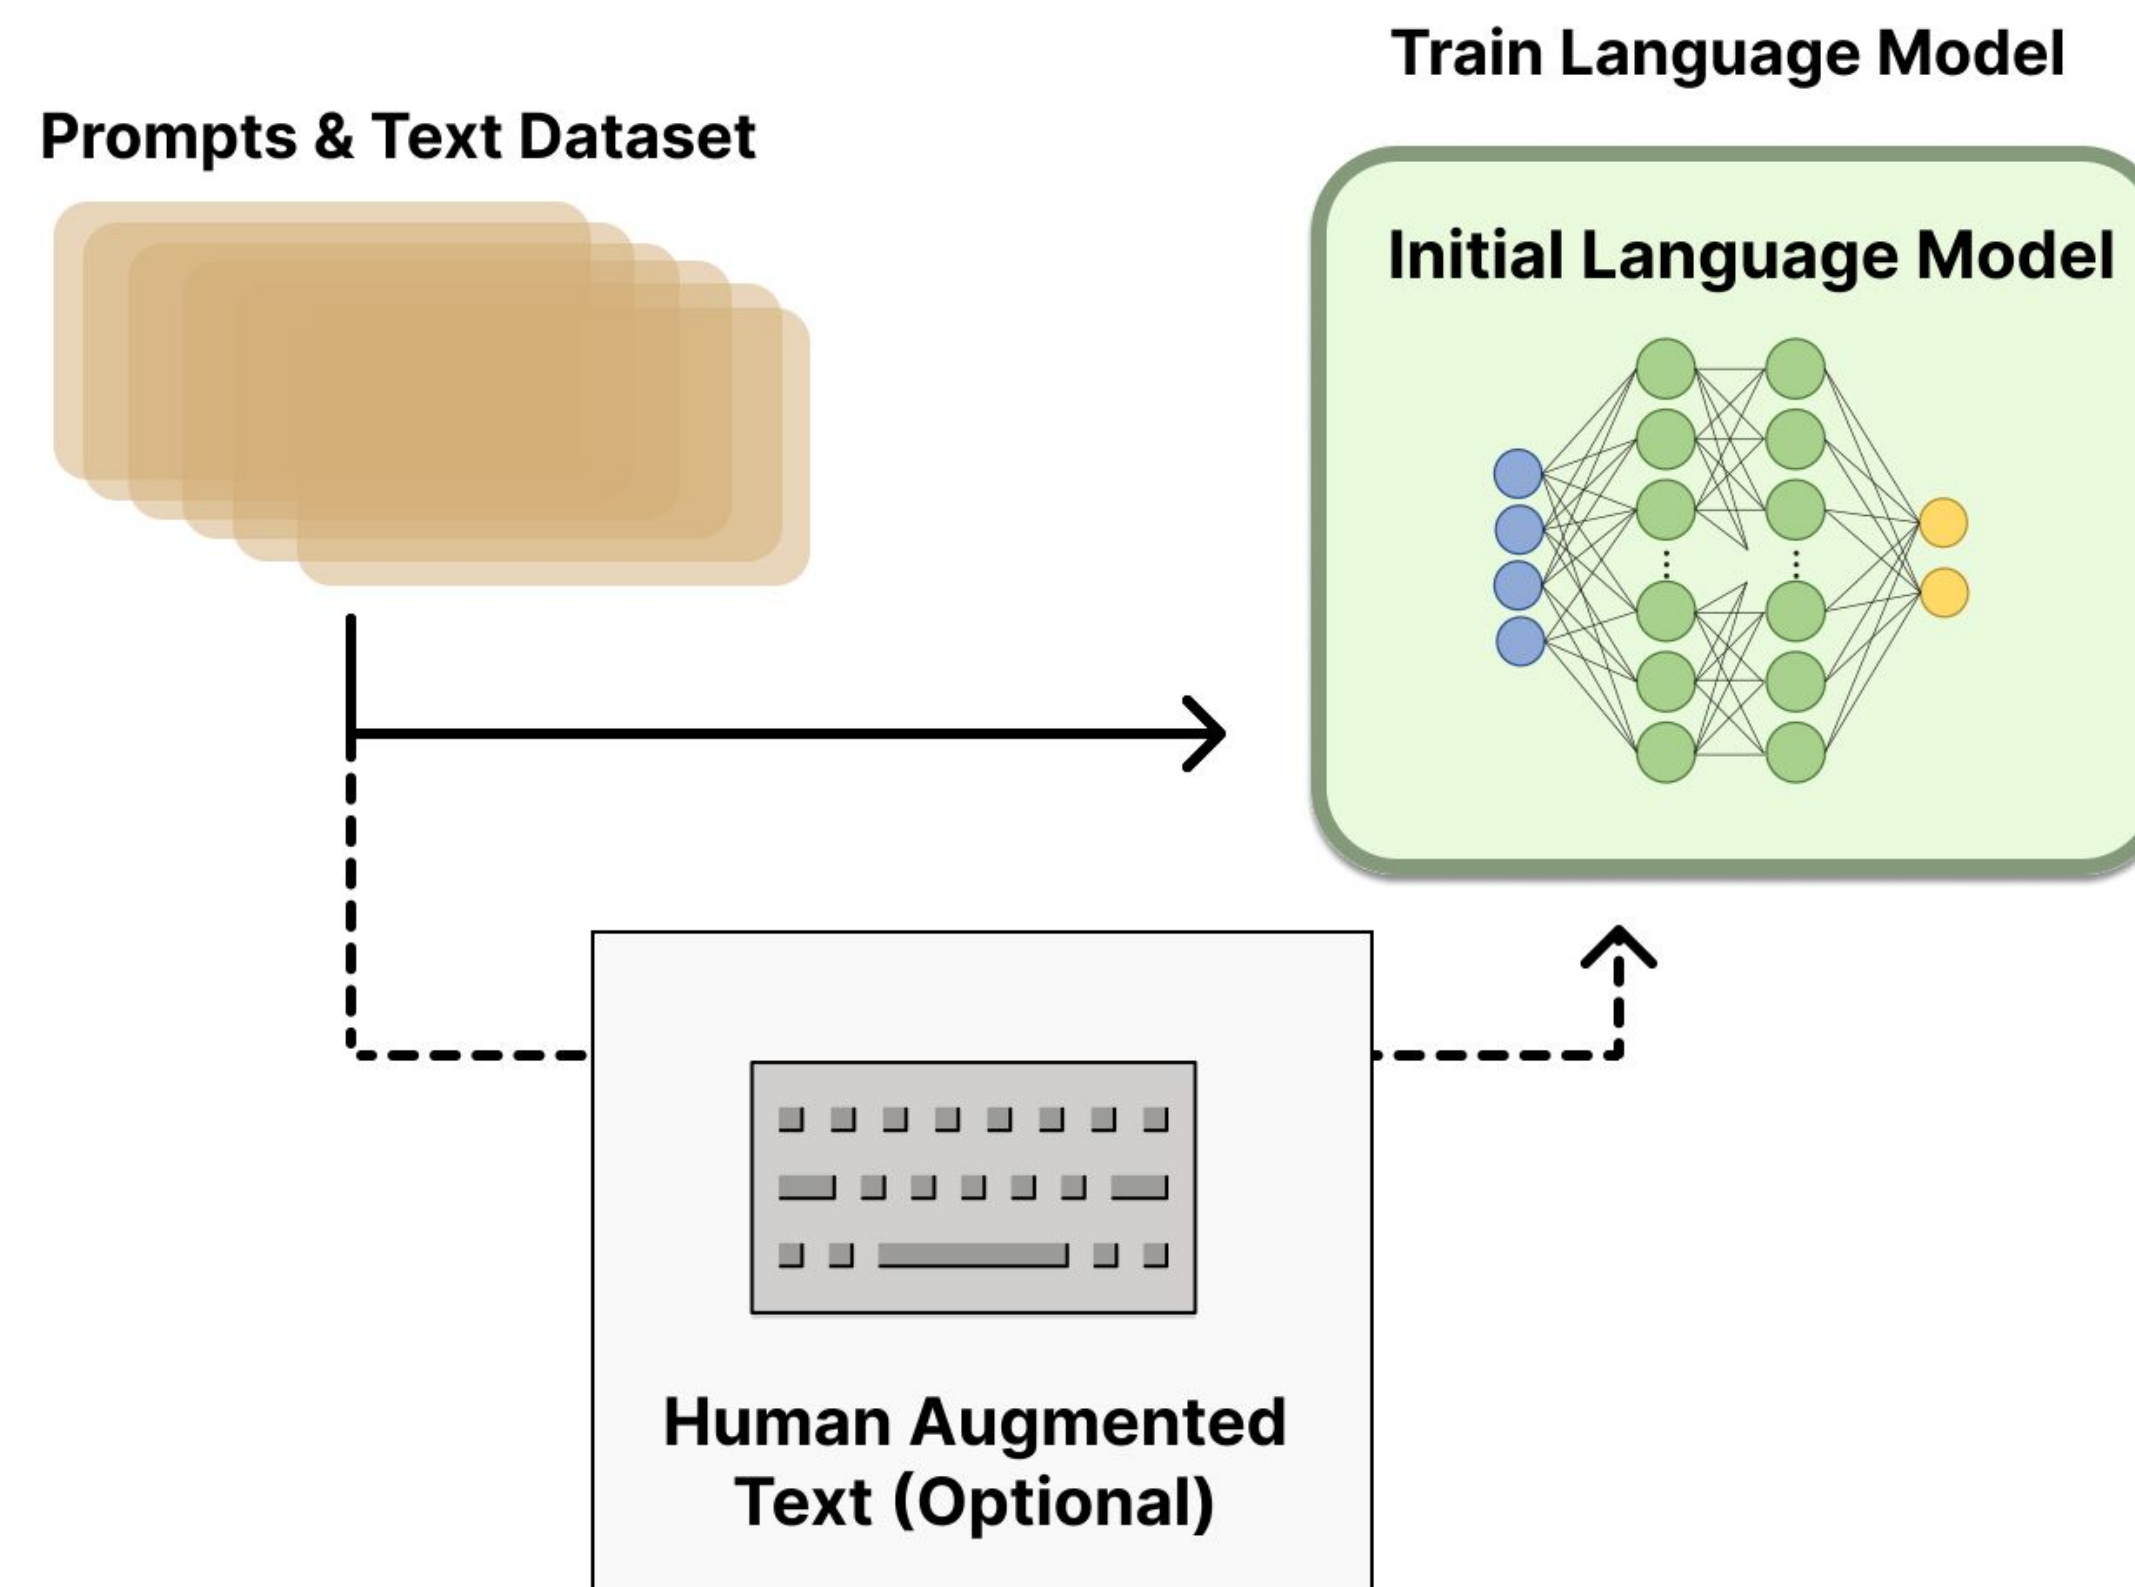 Train Language Model
Prompts & Text Dataset
Initial Language Model
Human Augmented
Text (Optional)